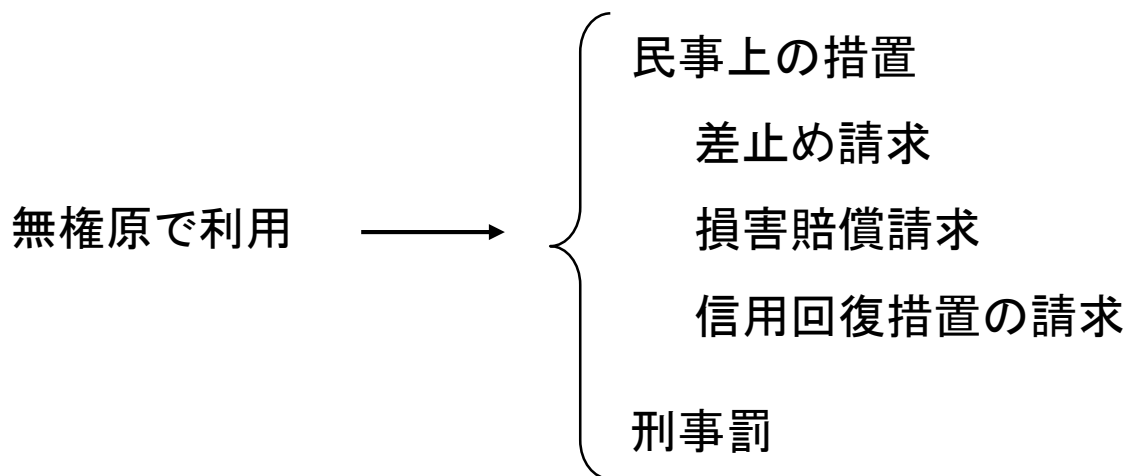 民事上の措置
差止め請求
無権原で利用
損害賠償請求
信用回復措置の請求
刑事罰